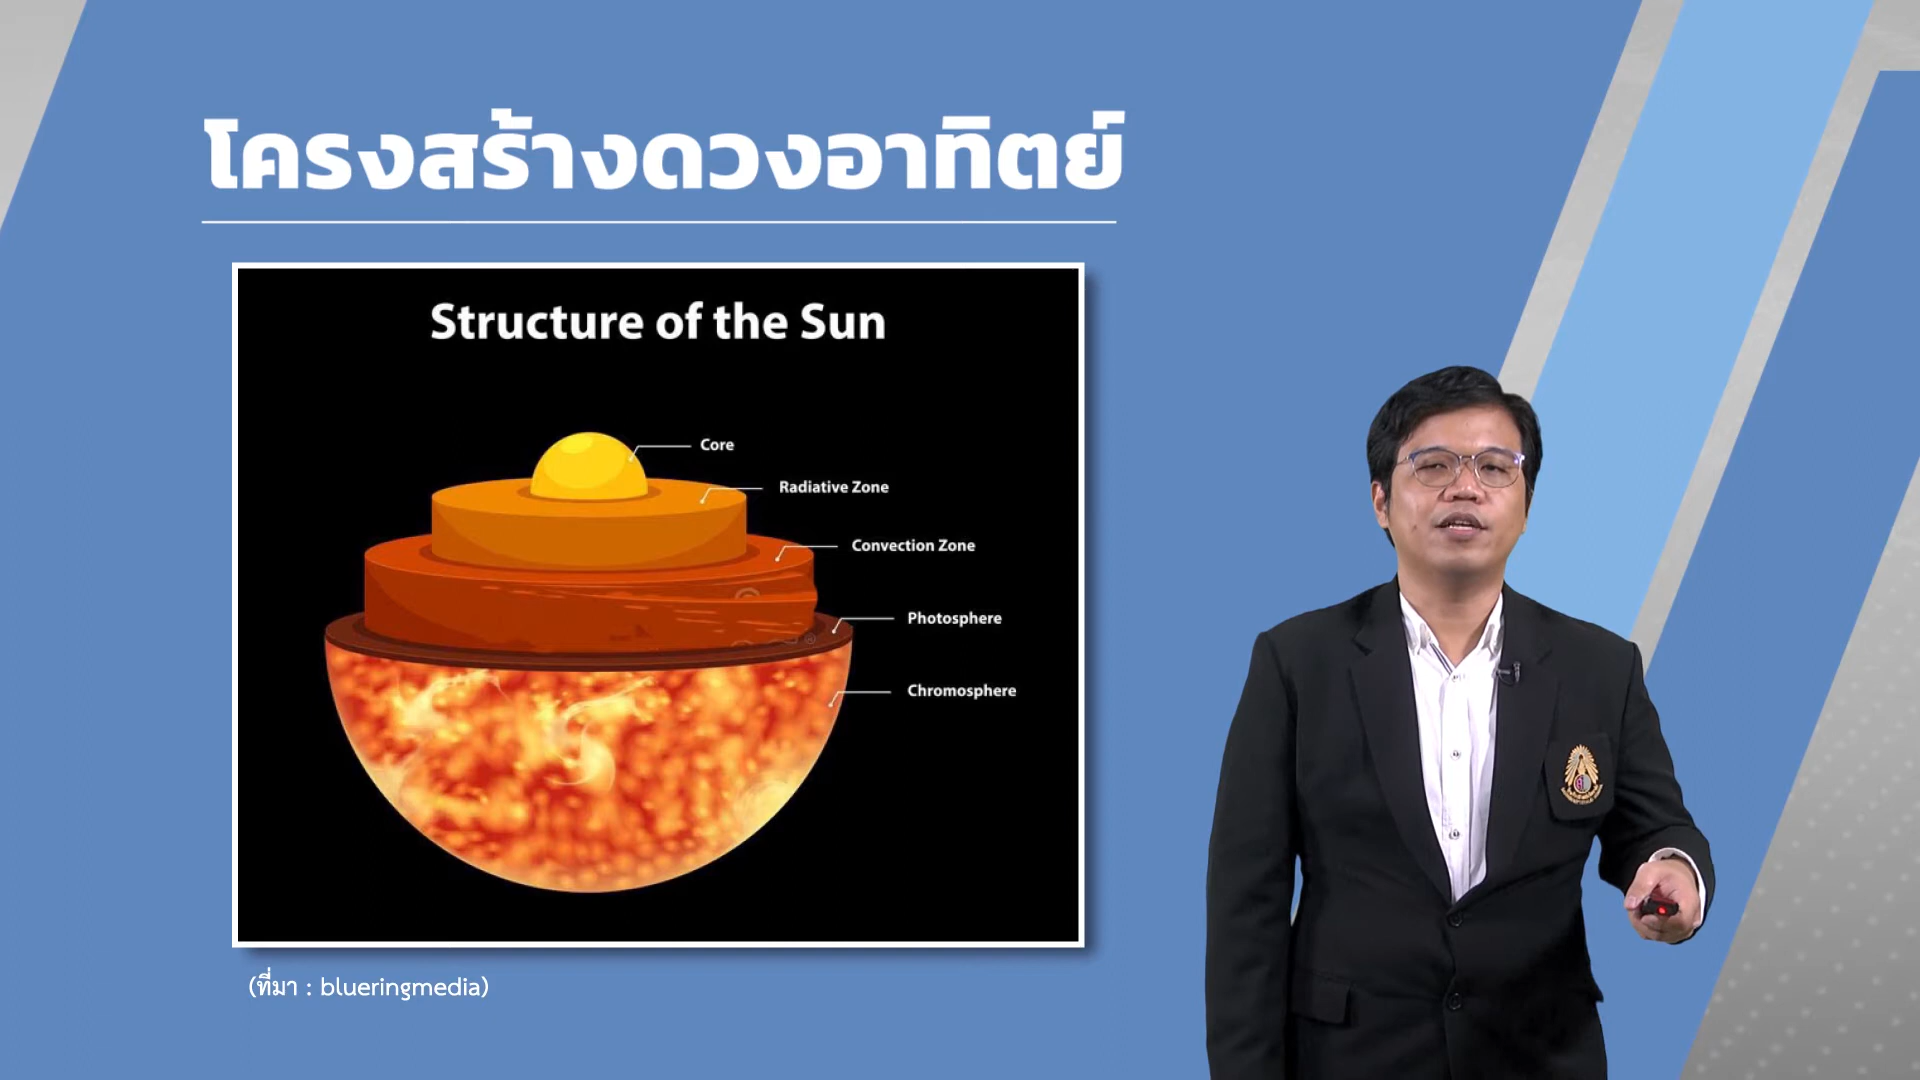 โครงสร้างดวงอาทิตย์
Structure of the Sun
Core
Radiative Zone
Convection Zone
Photosphere
Chromosphere
(ที่มา : blueringmedia)